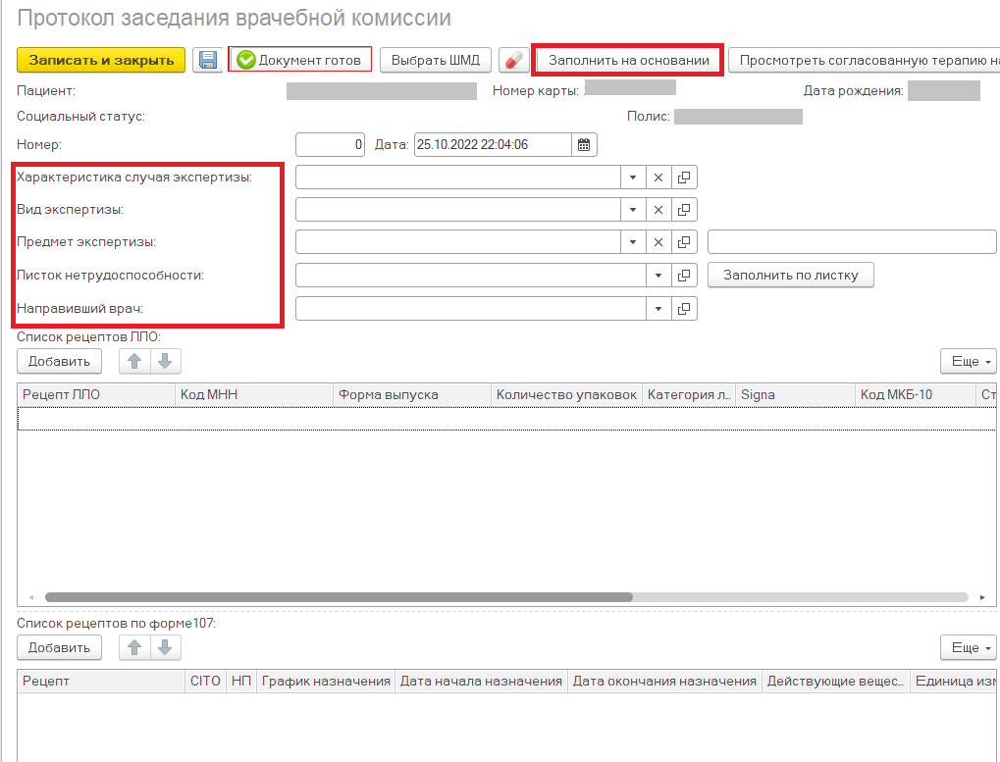 Протокол заседания врачебной комиссии
Записать и закрыть Документ готов Выбрать ШМД Заполнить на основании Просмотреть согласованную терапию на
Пациент: Номер карты: Дата рождения:
Социальный статус: Полис:
Номер: 0 Дата: 25.10.2022 22:04:06
Характеристика случая экспертизы:
Вид экспертизы:
Предмет экспертизы:
Листок нетрудоспособности: Заполнить по листку
Направивший врач:
Список рецептов ЛЛО:
Добавить Еще
Рецепт ЛЛО Код МНН Форма выпуска Количество упаковок Категория л... Signa Код МКБ-10 Ст
Список рецептов по форме107:
Добавить Еще
Рецепт CITO НП График назначения Дата начала назначения Дата окончания назначения Действующие вещес... Единица изм